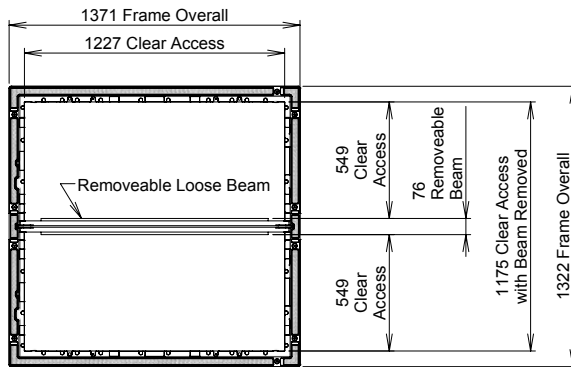 1371 Frame Overall
1227 Clear Access
Removeable Loose Beam
549
Clear
Access
76
Removeable
Beam
549
Clear
Access
1175 Clear Access
with Beam Removed
1322 Frame Overall